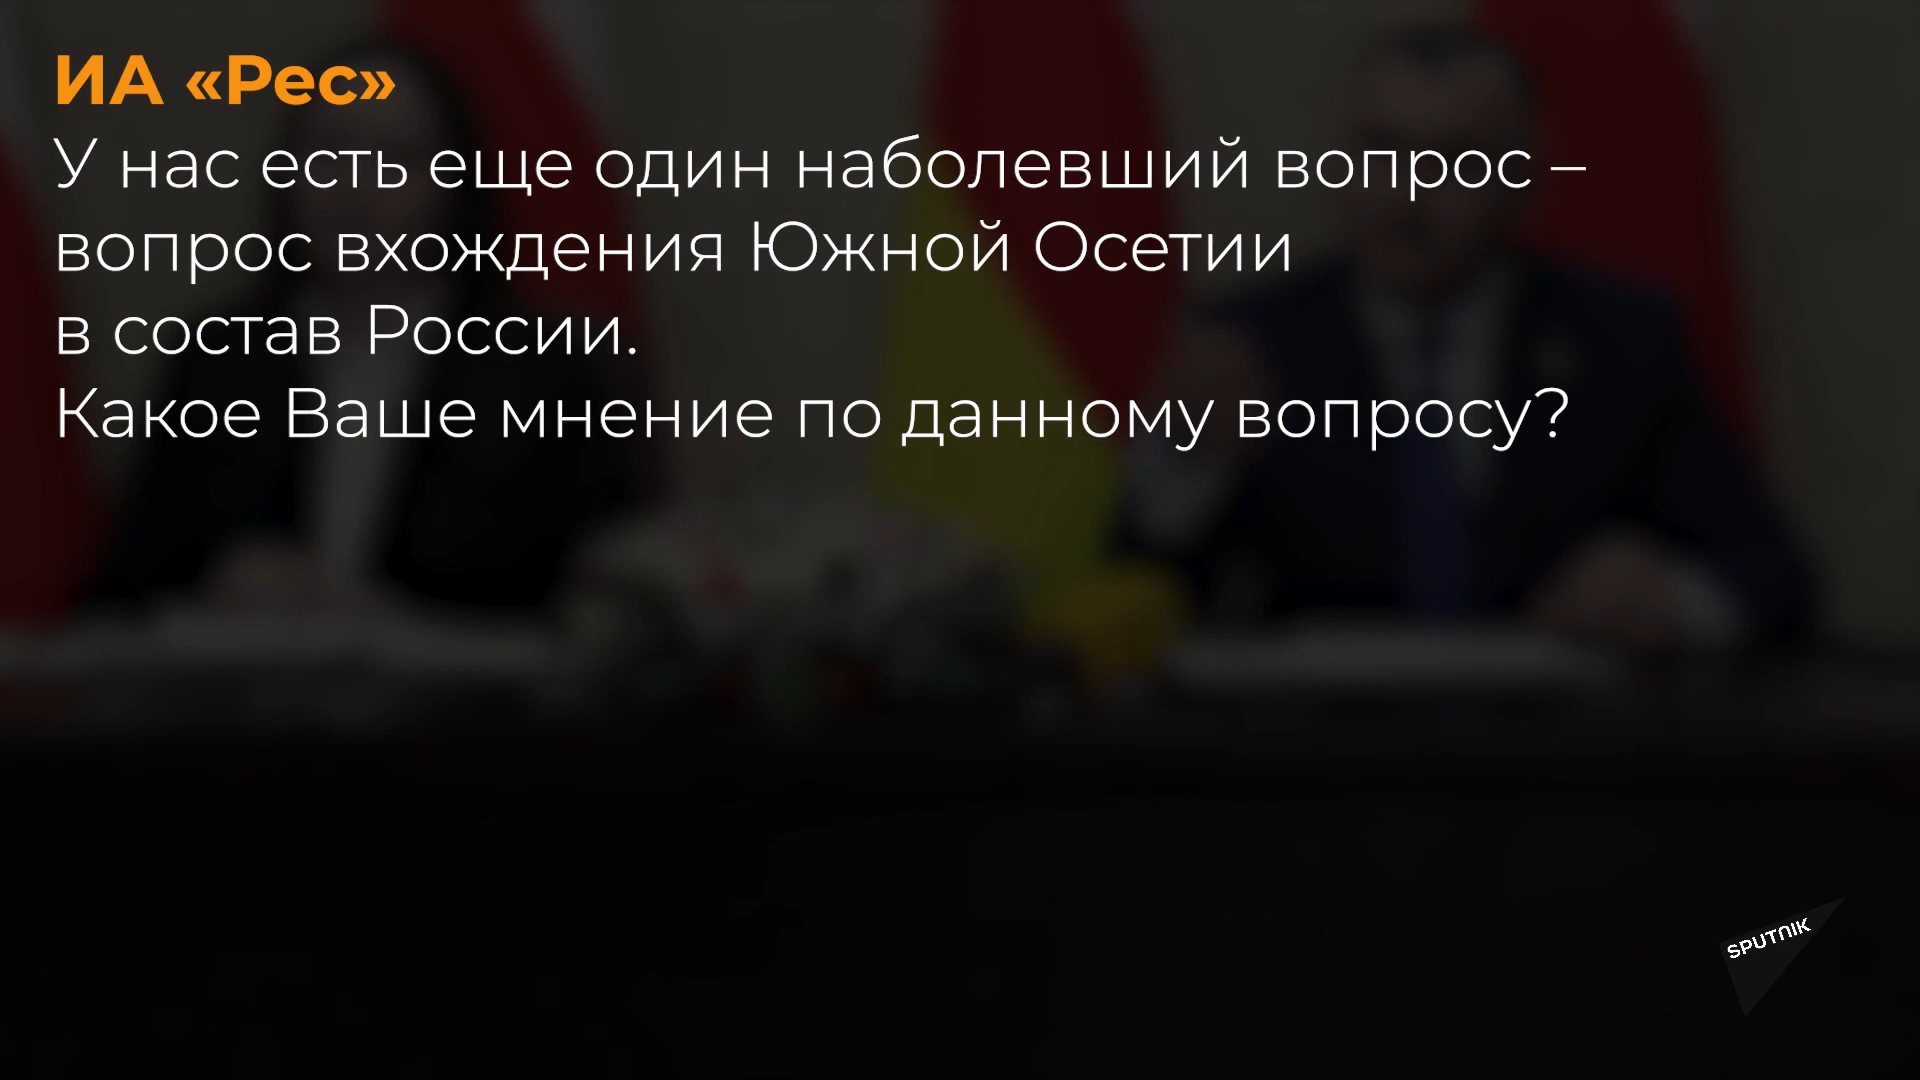 ИА «Рес»
У нас есть еще один наболевший вопрос –
вопрос вхождения Южной Осетии
в состав России.
Какое Ваше мнение по данному вопросу?
SPUTNIK